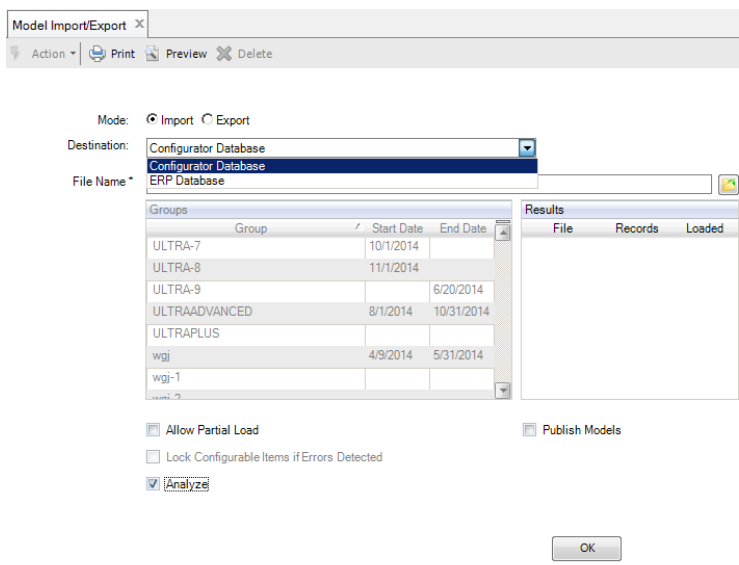 Model Import/Export X
Action Print Preview Delete
Mode: Import Export
Destination: Configurator Database
Configurator Database
ERP Database
File Name *
Groups Results
Group Start Date End Date File Records Loaded
ULTRA-7 10/1/2014
ULTRA-8 11/1/2014
ULTRA-9 6/20/2014
ULTRAADVANCED 8/1/2014 10/31/2014
ULTRAPLUS
wgj 4/9/2014 5/31/2014
wgj-1
wgj-2
Allow Partial Load Publish Models
Lock Configurable Items if Errors Detected
Analyze
OK